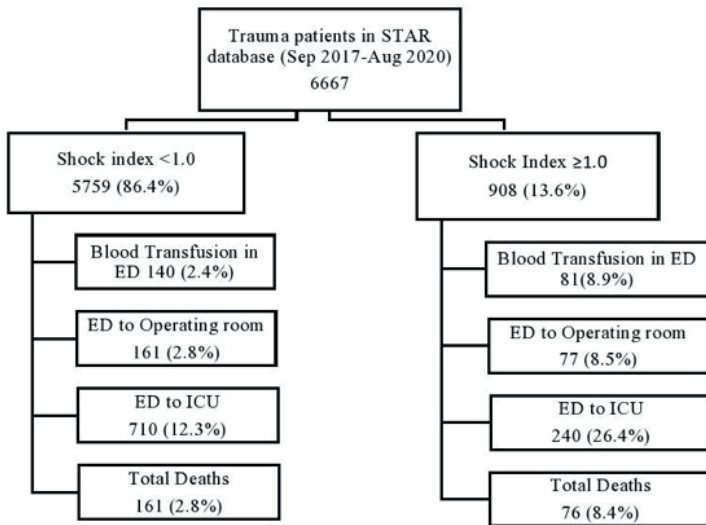 Trauma patients in STAR
database (Sep 2017-Aug 2020)
6667
Shock index <1.0
5759 (86.4%)
Blood Transfusion in
ED 140 (2.4%)
ED to Operating room
161 (2.8%)
ED to ICU
710 (12.3%)
Total Deaths
161 (2.8%)
Shock Index ≥1.0
908 (13.6%)
Blood Transfusion in ED
81(8.9%)
ED to Operating room
77 (8.5%)
ED to ICU
240 (26.4%)
Total Deaths
76 (8.4%)